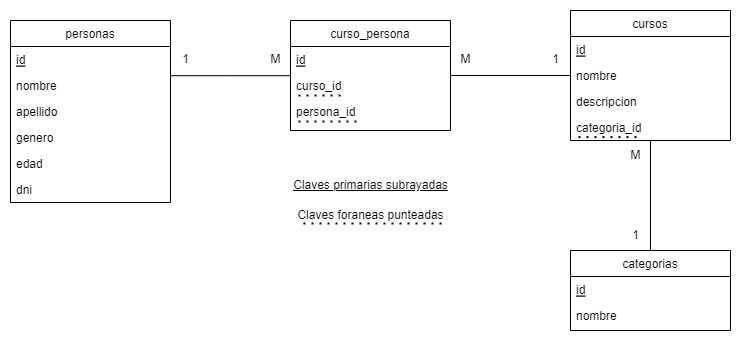 personas
id
nombre
apellido
genero
edad
dni
1
M
curso_persona
id
curso_id
persona_id
M
1
cursos
id
nombre
descripcion
categoria_id
M
1
categorias
id
nombre
Claves primarias subrayadas
Claves foraneas punteadas